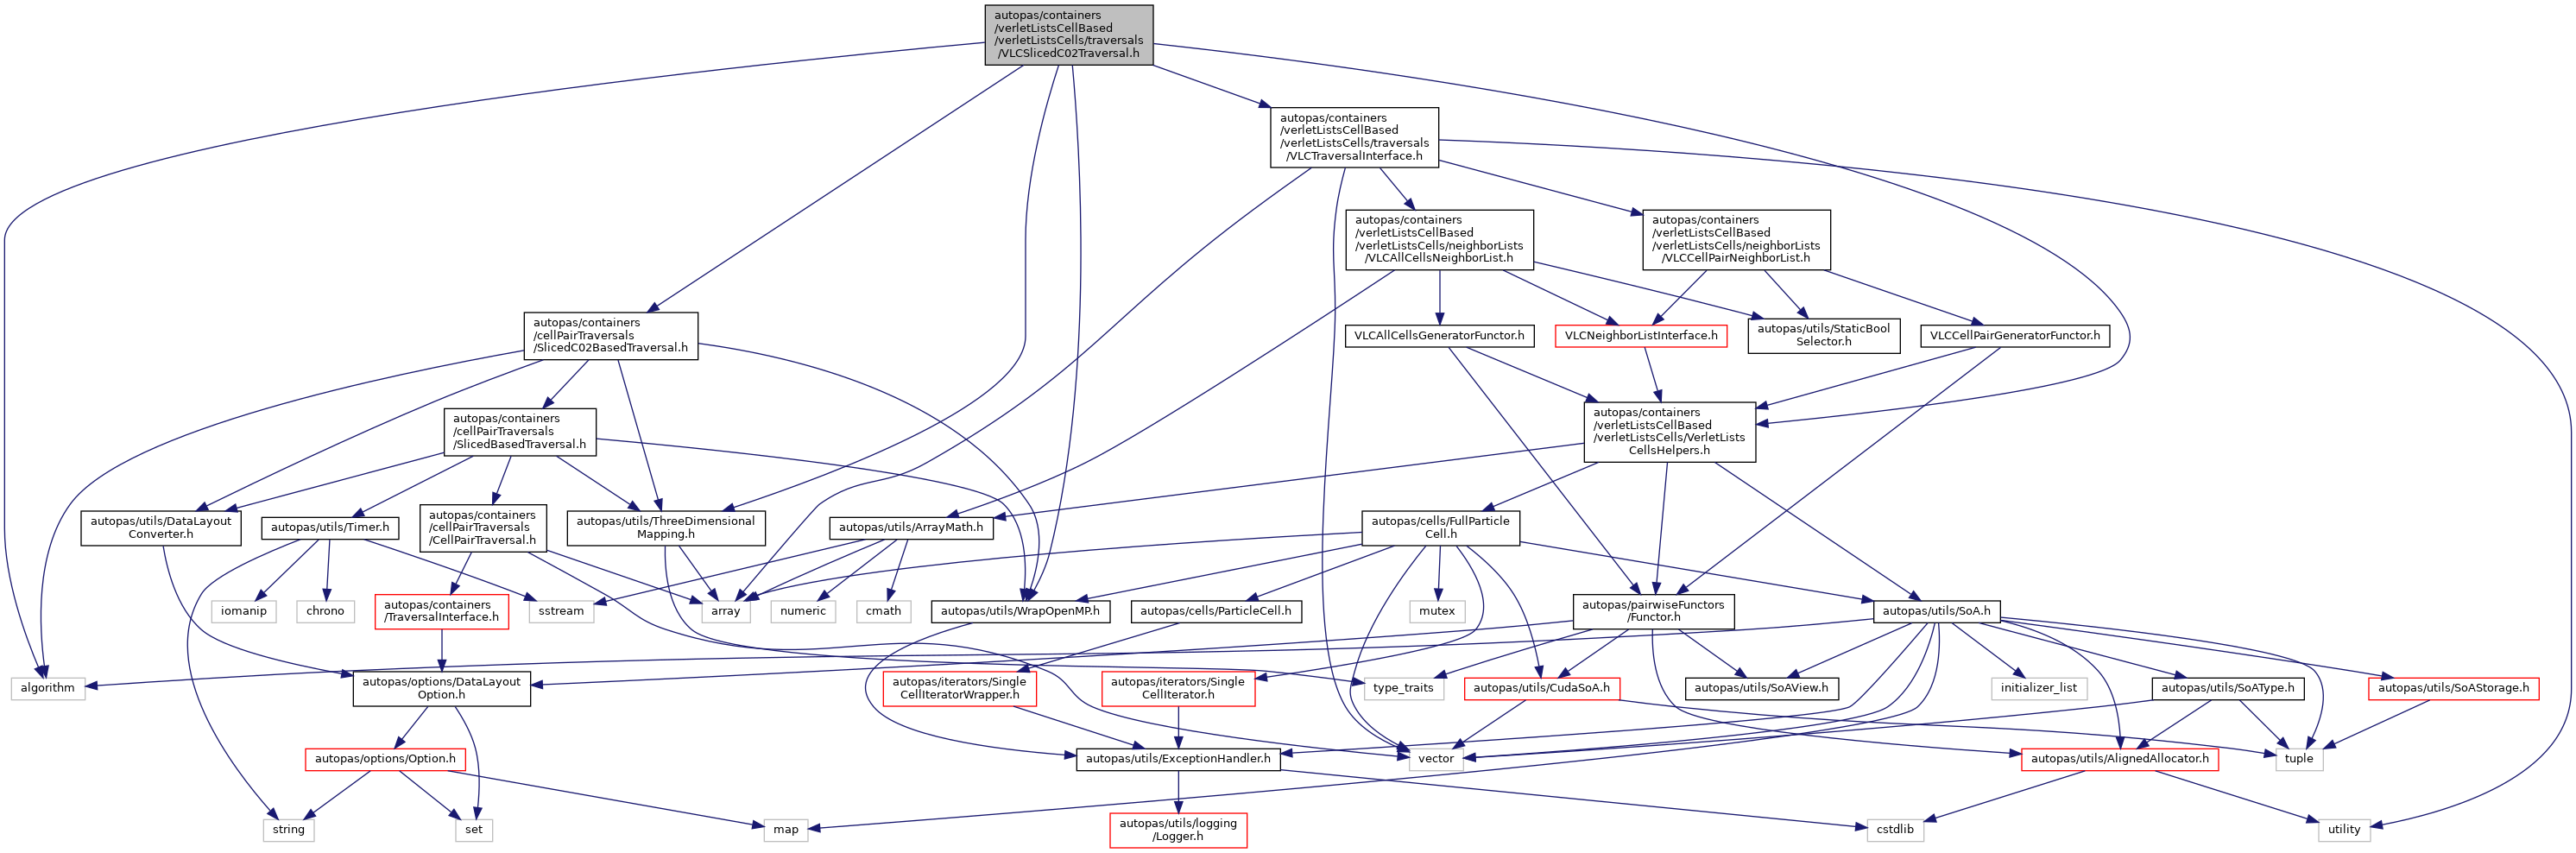 autopas/containers
/verletListsCellBased
/verletListsCells/traversals
/VLCSlicedC02Traversal.h
autopas/containers
/verletListsCellBased
/verletListsCells/traversals
/VLCTraversalInterface.h
autopas/containers
/verletListsCellBased
/verletListsCells/neighborLists
/VLCAllCellsNeighborList.h
autopas/containers
/verletListsCellBased
/verletListsCells/neighborLists
/VLCCellPairNeighborList.h
autopas/containers
/cellPairTraversals
/SlicedC02BasedTraversal.h
VLCAllCellsGeneratorFunctor.h
VLCNeighborListInterface.h
autopas/utils/StaticBool
Selector.h
VLCCellPairGeneratorFunctor.h
autopas/containers
/cellPairTraversals
/SlicedBasedTraversal.h
autopas/containers
/verletListsCellBased
/verletListsCells/VerletLists
CellsHelpers.h
autopas/utils/DataLayout
Converter.h
autopas/utils/Timer.h
autopas/containers
/cellPairTraversals
/CellPairTraversal.h
autopas/utils/ThreeDimensional
Mapping.h
autopas/utils/ArrayMath.h
autopas/cells/FullParticle
Cell.h
iomanip
chrono
autopas/containers
/TraversalInterface.h
sstream
array
numeric
cmath
autopas/utils/WrapOpenMP.h
autopas/cells/ParticleCell.h
mutex
autopas/pairwiseFunctors
/Functor.h
autopas/utils/SoA.h
algorithm
autopas/options/DataLayout
Option.h
type_traits
autopas/iterators/Single
CellIteratorWrapper.h
autopas/iterators/Single
CellIterator.h
autopas/utils/CudaSoA.h
autopas/utils/SoAView.h
initializer_list
autopas/utils/SoAType.h
autopas/utils/SoAStorage.h
autopas/options/Option.h
autopas/utils/ExceptionHandler.h
vector
autopas/utils/AlignedAllocator.h
tuple
string
set
map
autopas/utils/logging
/Logger.h
cstdlib
utility